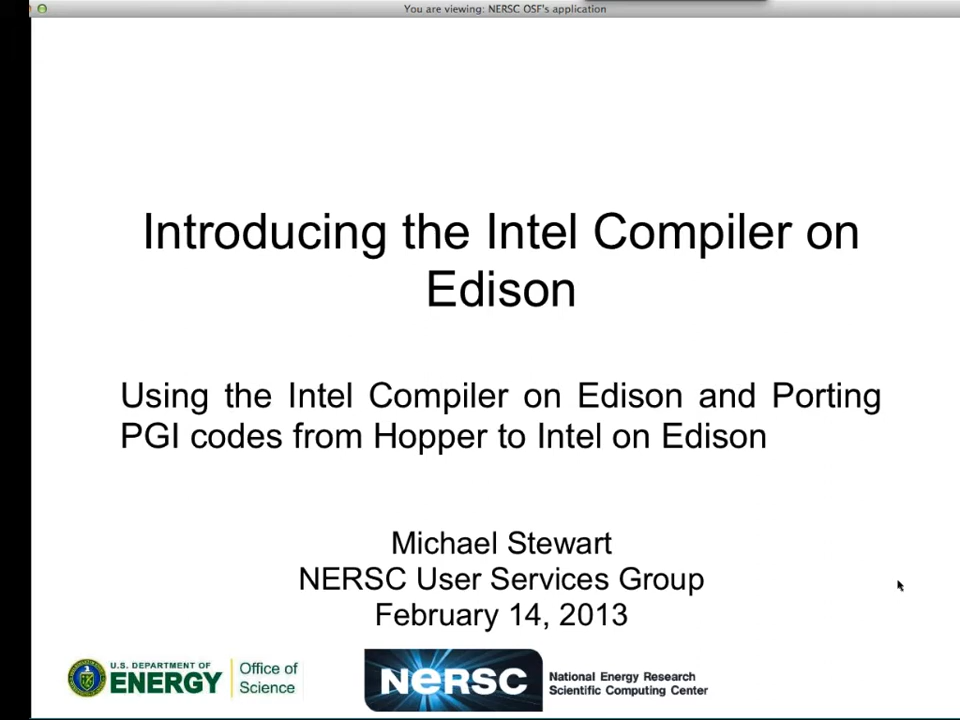 You are viewing: NERSC OSF's application
Introducing the Intel Compiler on
Edison
Using the Intel Compiler on Edison and Porting
PGI codes from Hopper to Intel on Edison
Michael Stewart
NERSC User Services Group
February 14, 2013
U.S. DEPARTMENT OF
ENERGY
Office of
Science
NERSC
National Energy Research
Scientific Computing Center